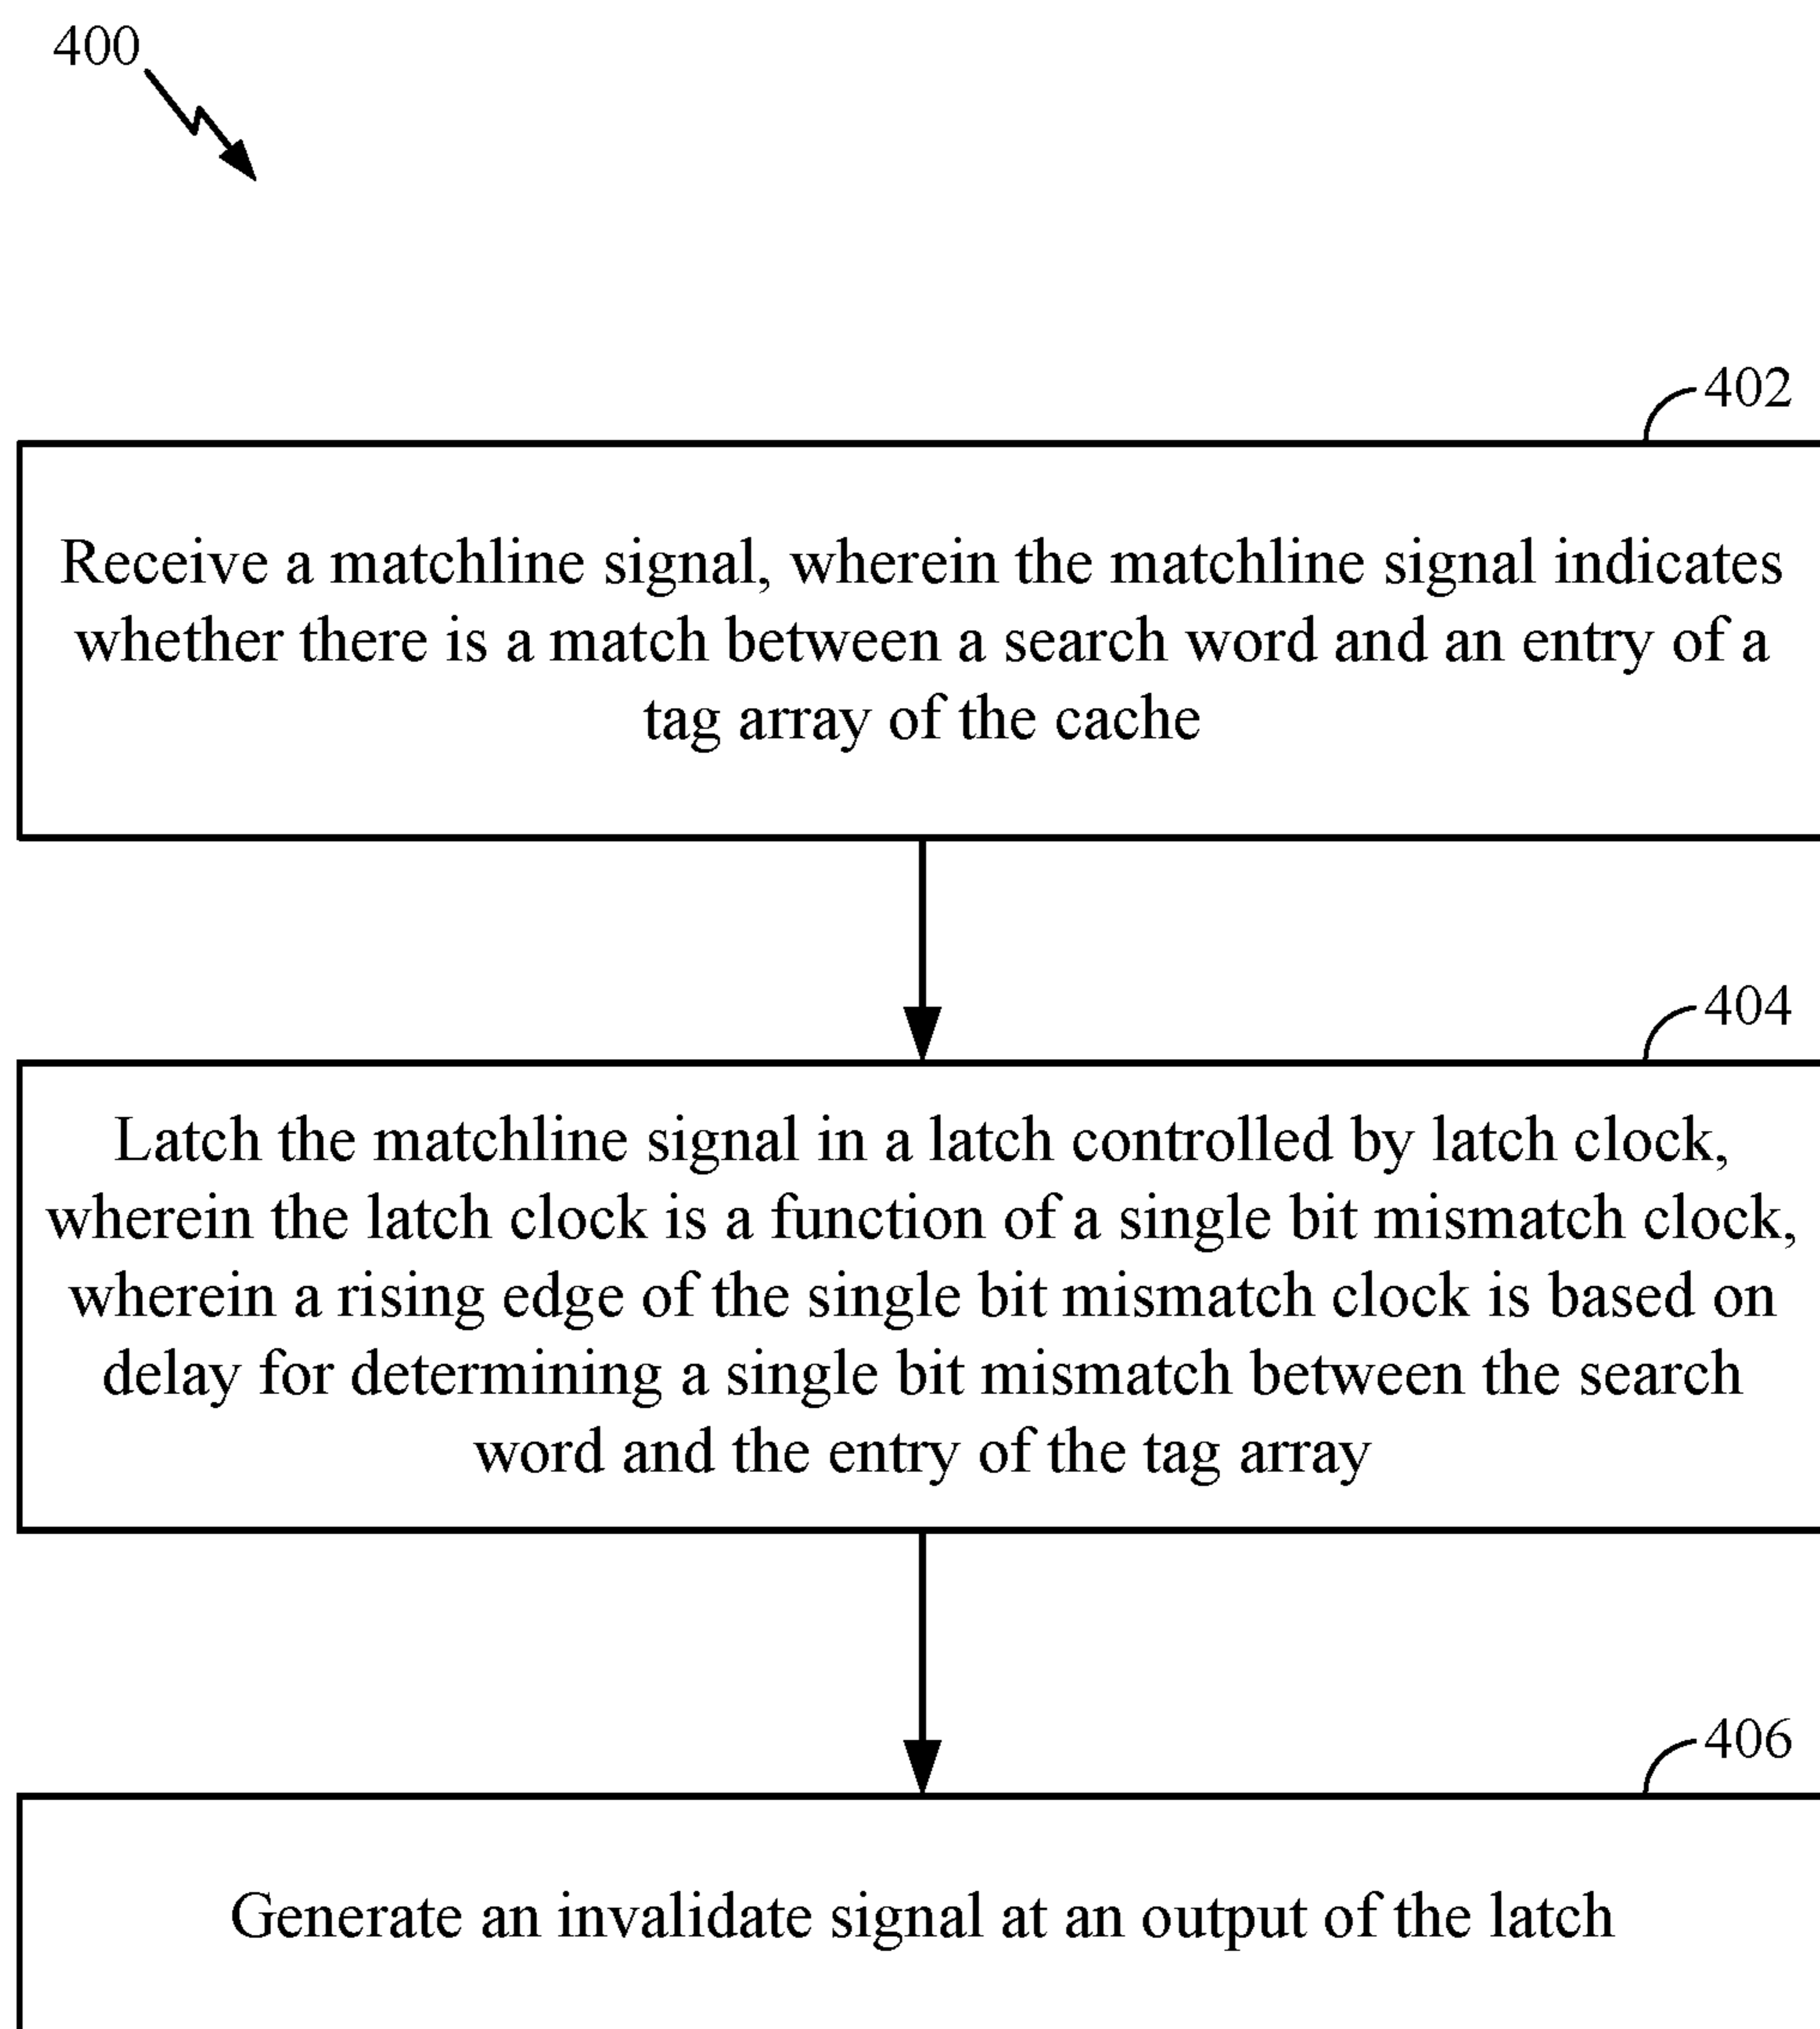 400
402
Receive a matchline signal, wherein the matchline signal indicates
whether there is a match between a search word and an entry of a
tag array of the cache
404
Latch the matchline signal in a latch controlled by latch clock,
wherein the latch clock is a function of a single bit mismatch clock,
wherein a rising edge of the single bit mismatch clock is based on
delay for determining a single bit mismatch between the search
word and the entry of the tag array
406
Generate an invalidate signal at an output of the latch